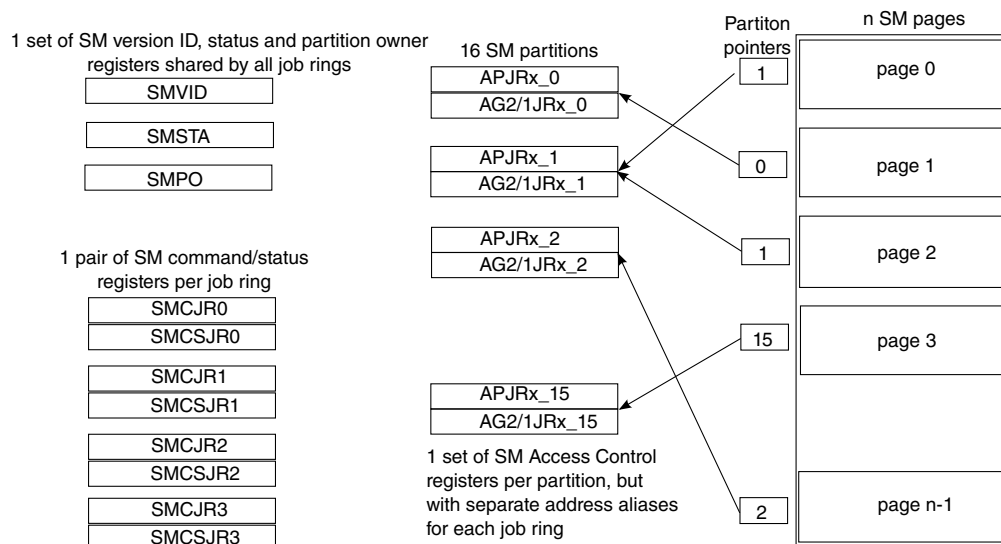 1 set of SM version ID, status and partition owner
registers shared by all job rings
SMVID
SMSTA
SMPO
1 pair of SM command/status
registers per job ring
SMCJR0
SMCSJR0
SMCJR1
SMCSJR1
SMCJR2
SMCSJR2
SMCJR3
SMCSJR3
16 SM partitions
APJRx_0
AG2/1JRx_0
APJRx_1
AG2/1JRx_1
APJRx_2
AG2/1JRx_2
APJRx_15
AG2/1JRx_15
1 set of SM Access Control
registers per partition, but
with separate address aliases
for each job ring
Partiton
pointers
1
0
1
15
2
n SM pages
page 0
page 1
page 2
page 3
page n-1